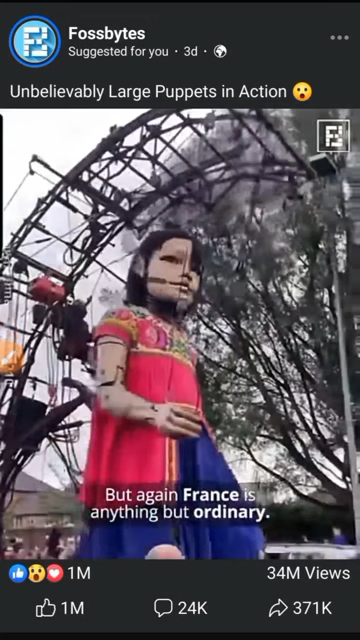 Fossbytes
Suggested for you · 3d ·
Unbelievably Large Puppets in Action 😮
But again France is
anything but ordinary.
1M
34M Views
1M
24K
371K